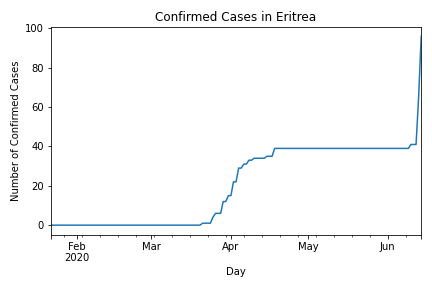 Confirmed Cases in Eritrea
Number of Confirmed Cases
100
80
60
40
20
0
Feb Mar Apr May Jun
2020
Day